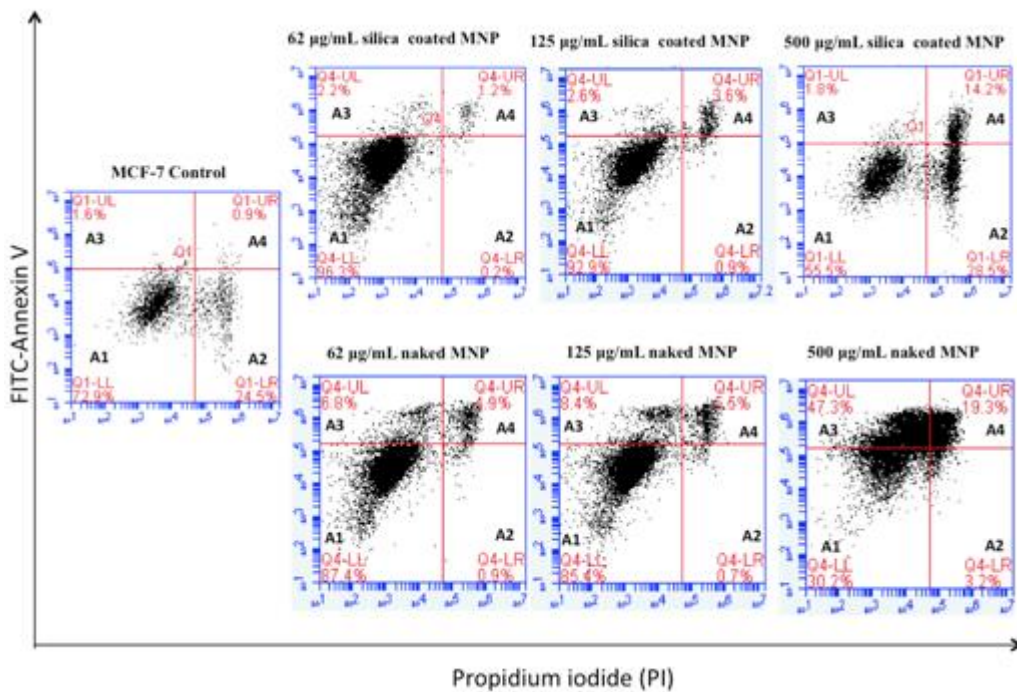 62 µg/mL silica coated MNP
125 µg/mL silica coated MNP
500 µg/mL silica coated MNP
Q4-UL
2.2%
Q4-UR
1.2%
A3
Q4
A4
A1
A2
Q4-LL
96.3%
Q4-LR
0.2%
Q4-UL
2.6%
Q4-UR
3.6%
A3
A4
A1
A2
Q4-LL
92.9%
Q4-LR
0.9%
Q1-UL
1.8%
Q1-UR
14.2%
A3
Q1
A4
A1
A2
Q1-LL
55.5%
Q1-LR
28.5%
MCF-7 Control
Q1-UL
1.6%
Q1-UR
0.9%
A3
Q1
A4
A1
A2
Q1-LL
72.9%
Q1-LR
24.5%
62 µg/mL naked MNP
125 µg/mL naked MNP
500 µg/mL naked MNP
Q4-UL
6.8%
Q4-UR
4.9%
A3
A4
A1
A2
Q4-LL
87.4%
Q4-LR
0.9%
Q4-UL
8.4%
Q4-UR
5.5%
A3
A4
A1
A2
Q4-LL
85.4%
Q4-LR
0.7%
Q4-UL
47.3%
Q4-UR
19.3%
A3
A4
A1
A2
Q4-LL
30.2%
Q4-LR
3.2%
FITC-Annexin V
Propidium iodide (PI)